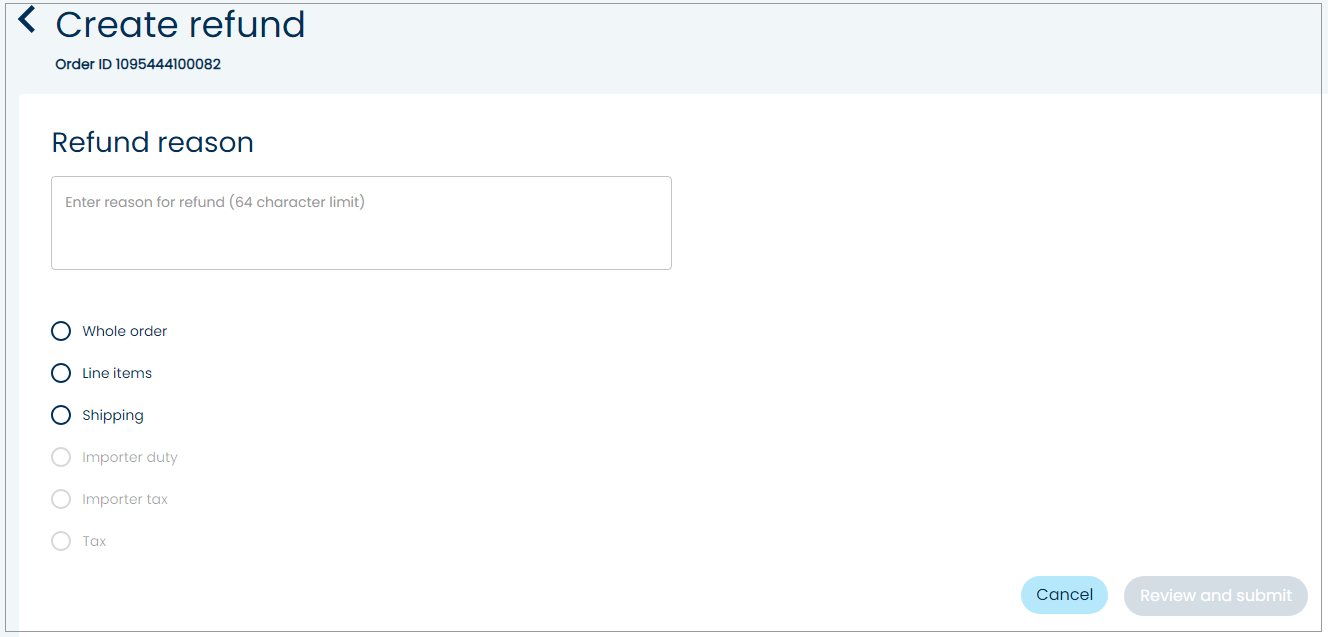 Create refund
Order ID 1095444100082
Refund reason
Enter reason for refund (64 character limit)
Whole order
Line items
Shipping
Importer duty
Importer tax
Tax
Cancel
Review and submit